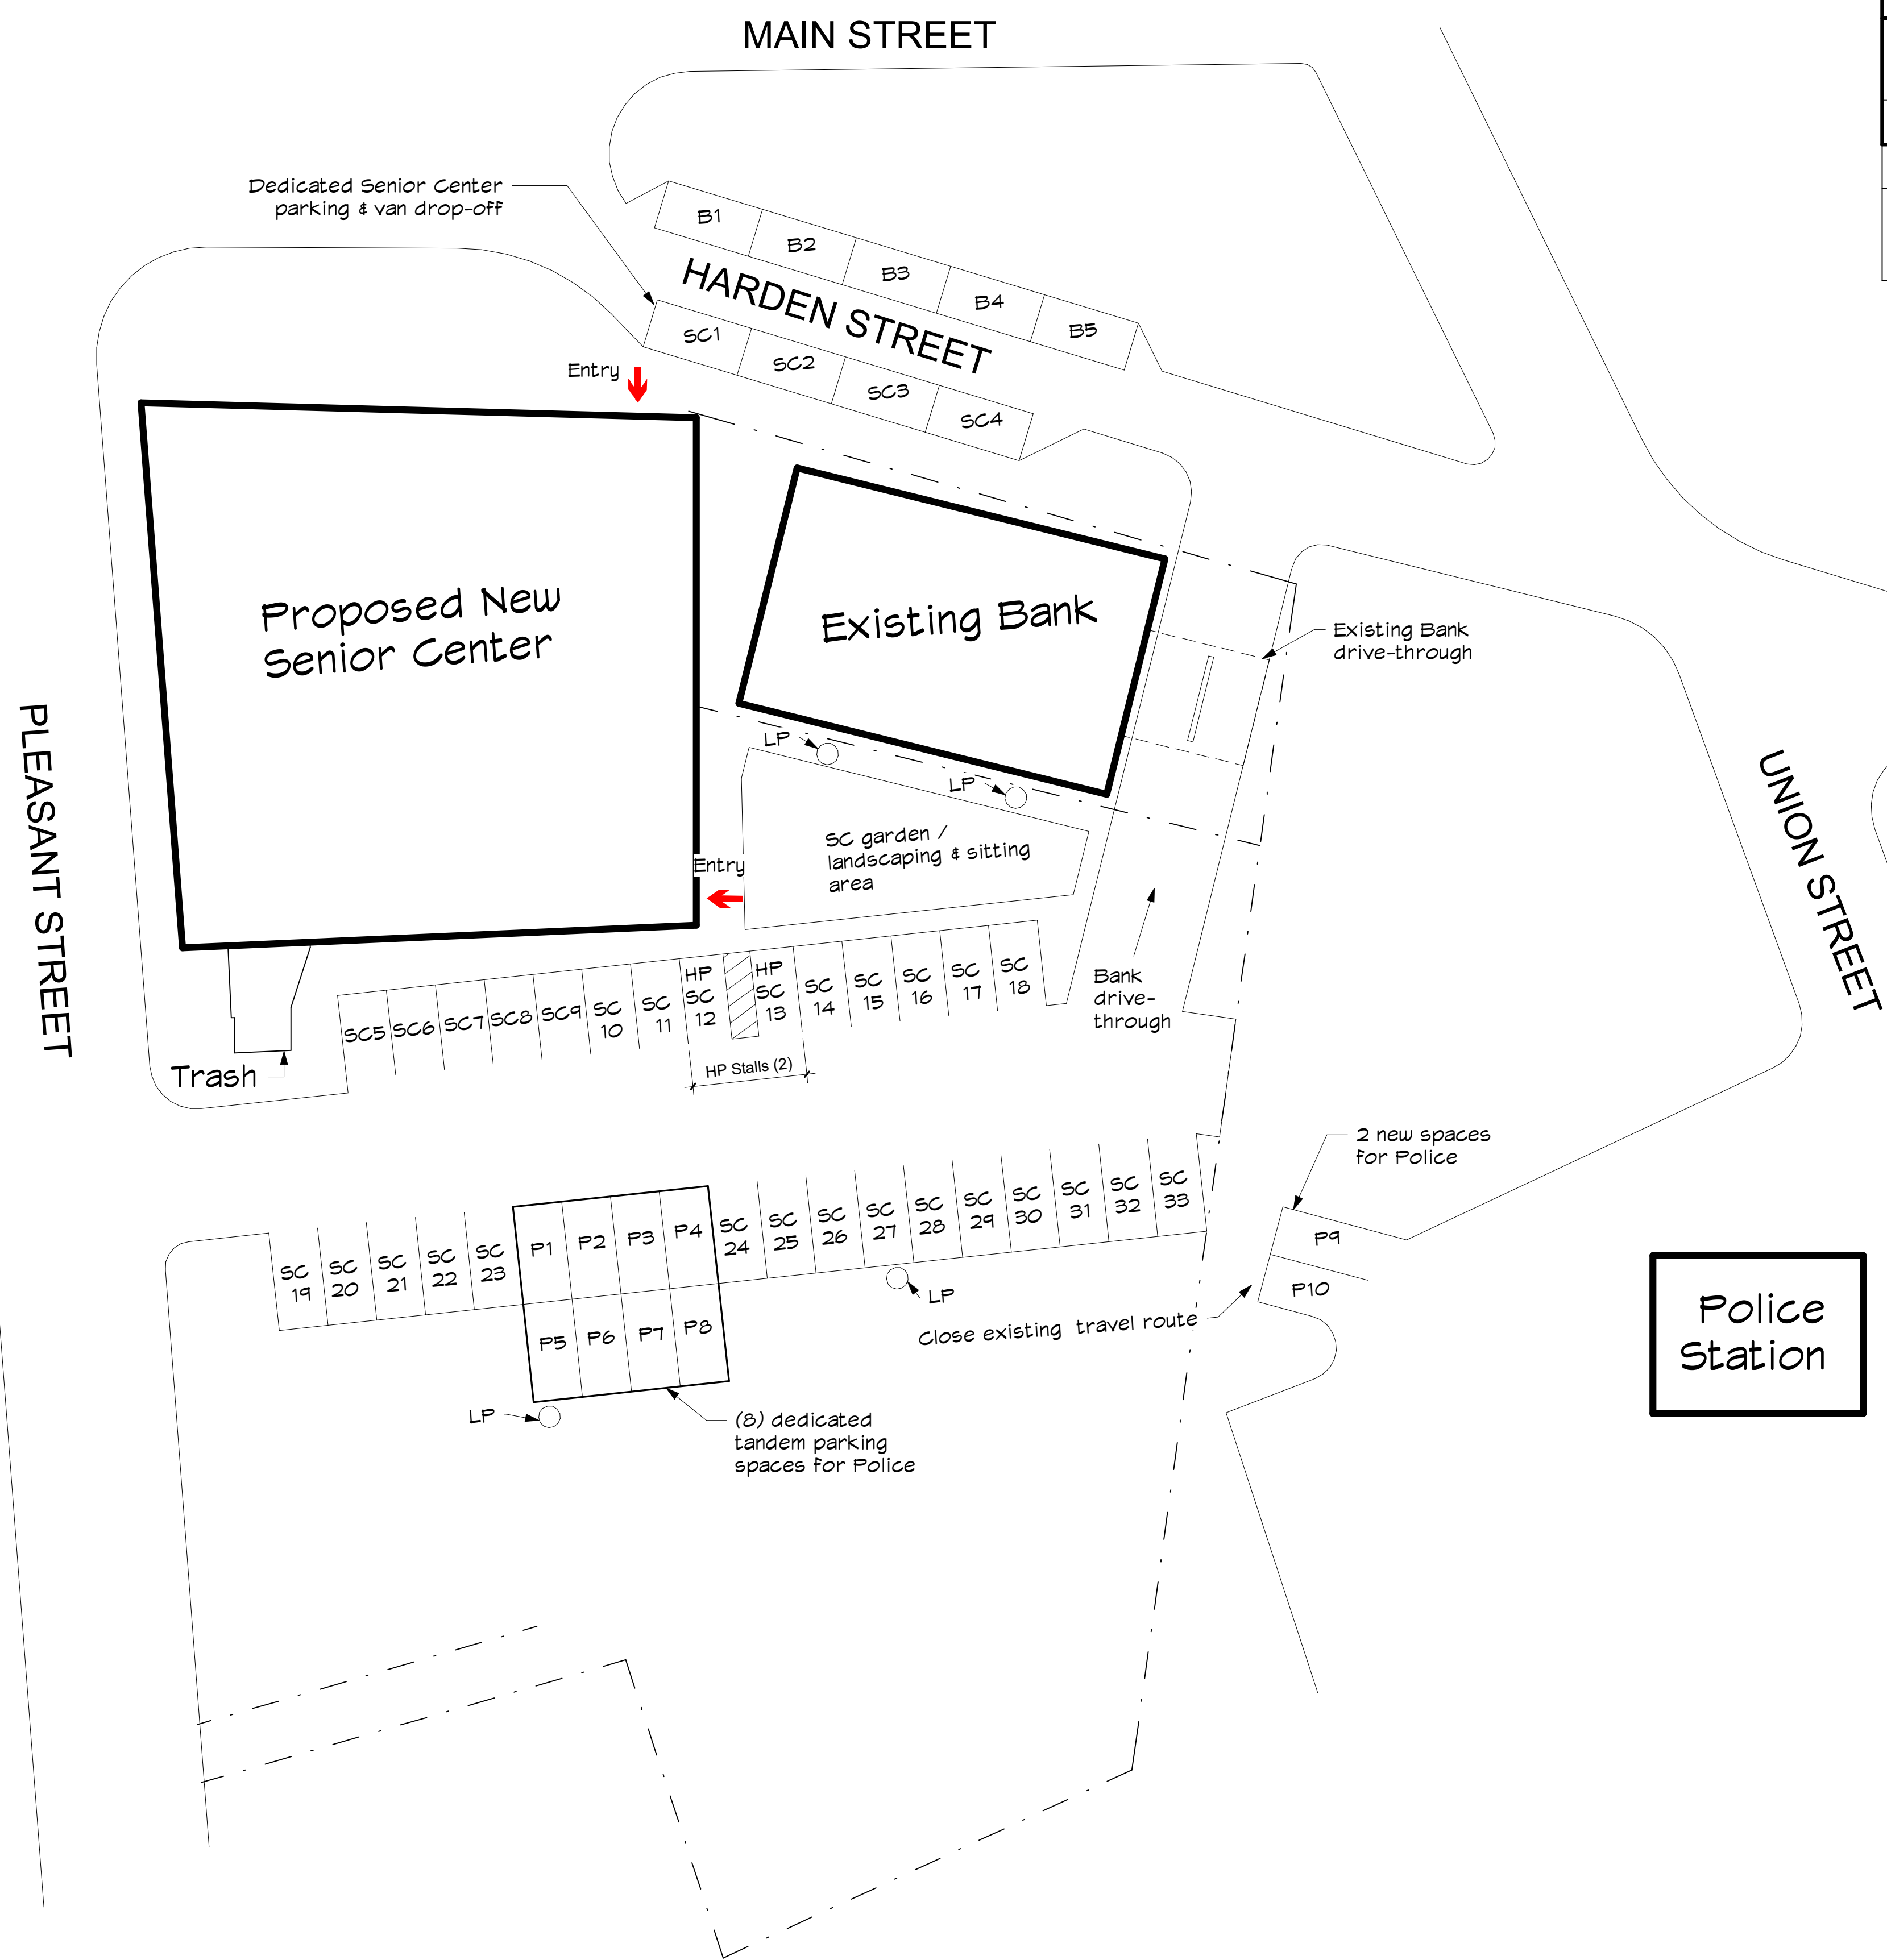 MAIN STREET
Dedicated Senior Center
parking & van drop-off
B1
B2
B3
B4
B5
HARDEN STREET
SC1
SC2
SC3
SC4
Entry
Proposed New
Senior Center
Existing Bank
Existing Bank
drive-through
PLEASANT STREET
UNION STREET
LP
LP
SC garden /
landscaping & sitting
area
Entry
Bank
drive-
through
SC5
SC6
SC7
SC8
SC9
SC
10
SC
11
HP
SC
12
HP
SC
13
SC
14
SC
15
SC
16
SC
17
SC
18
HP Stalls (2)
Trash
2 new spaces
for Police
SC
19
SC
20
SC
21
SC
22
SC
23
P1
P2
P3
P4
SC
24
SC
25
SC
26
SC
27
SC
28
SC
29
SC
30
SC
31
SC
32
SC
33
P5
P6
P7
P8
P9
P10
LP
Close existing travel route
Police
Station
LP
(8) dedicated
tandem parking
spaces for Police